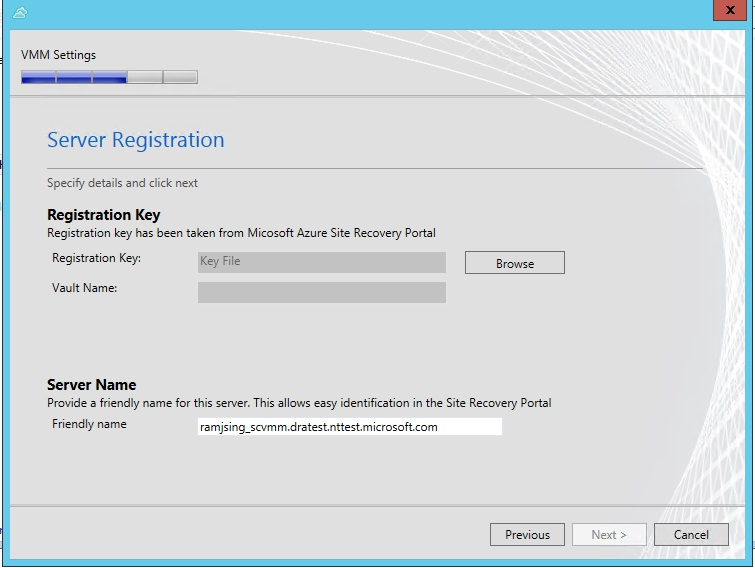 x
VMM Settings
Server Registration
Specify details and click next
Registration Key
Registration key has been taken from Micosoft Azure Site Recovery Portal
Registration Key: Key File Browse
Vault Name:
Server Name
Provide a friendly name for this server. This allows easy identification in the Site Recovery Portal
Friendly name ramjsing_scvmm.dratest.nttest.microsoft.com
Previous Next > Cancel